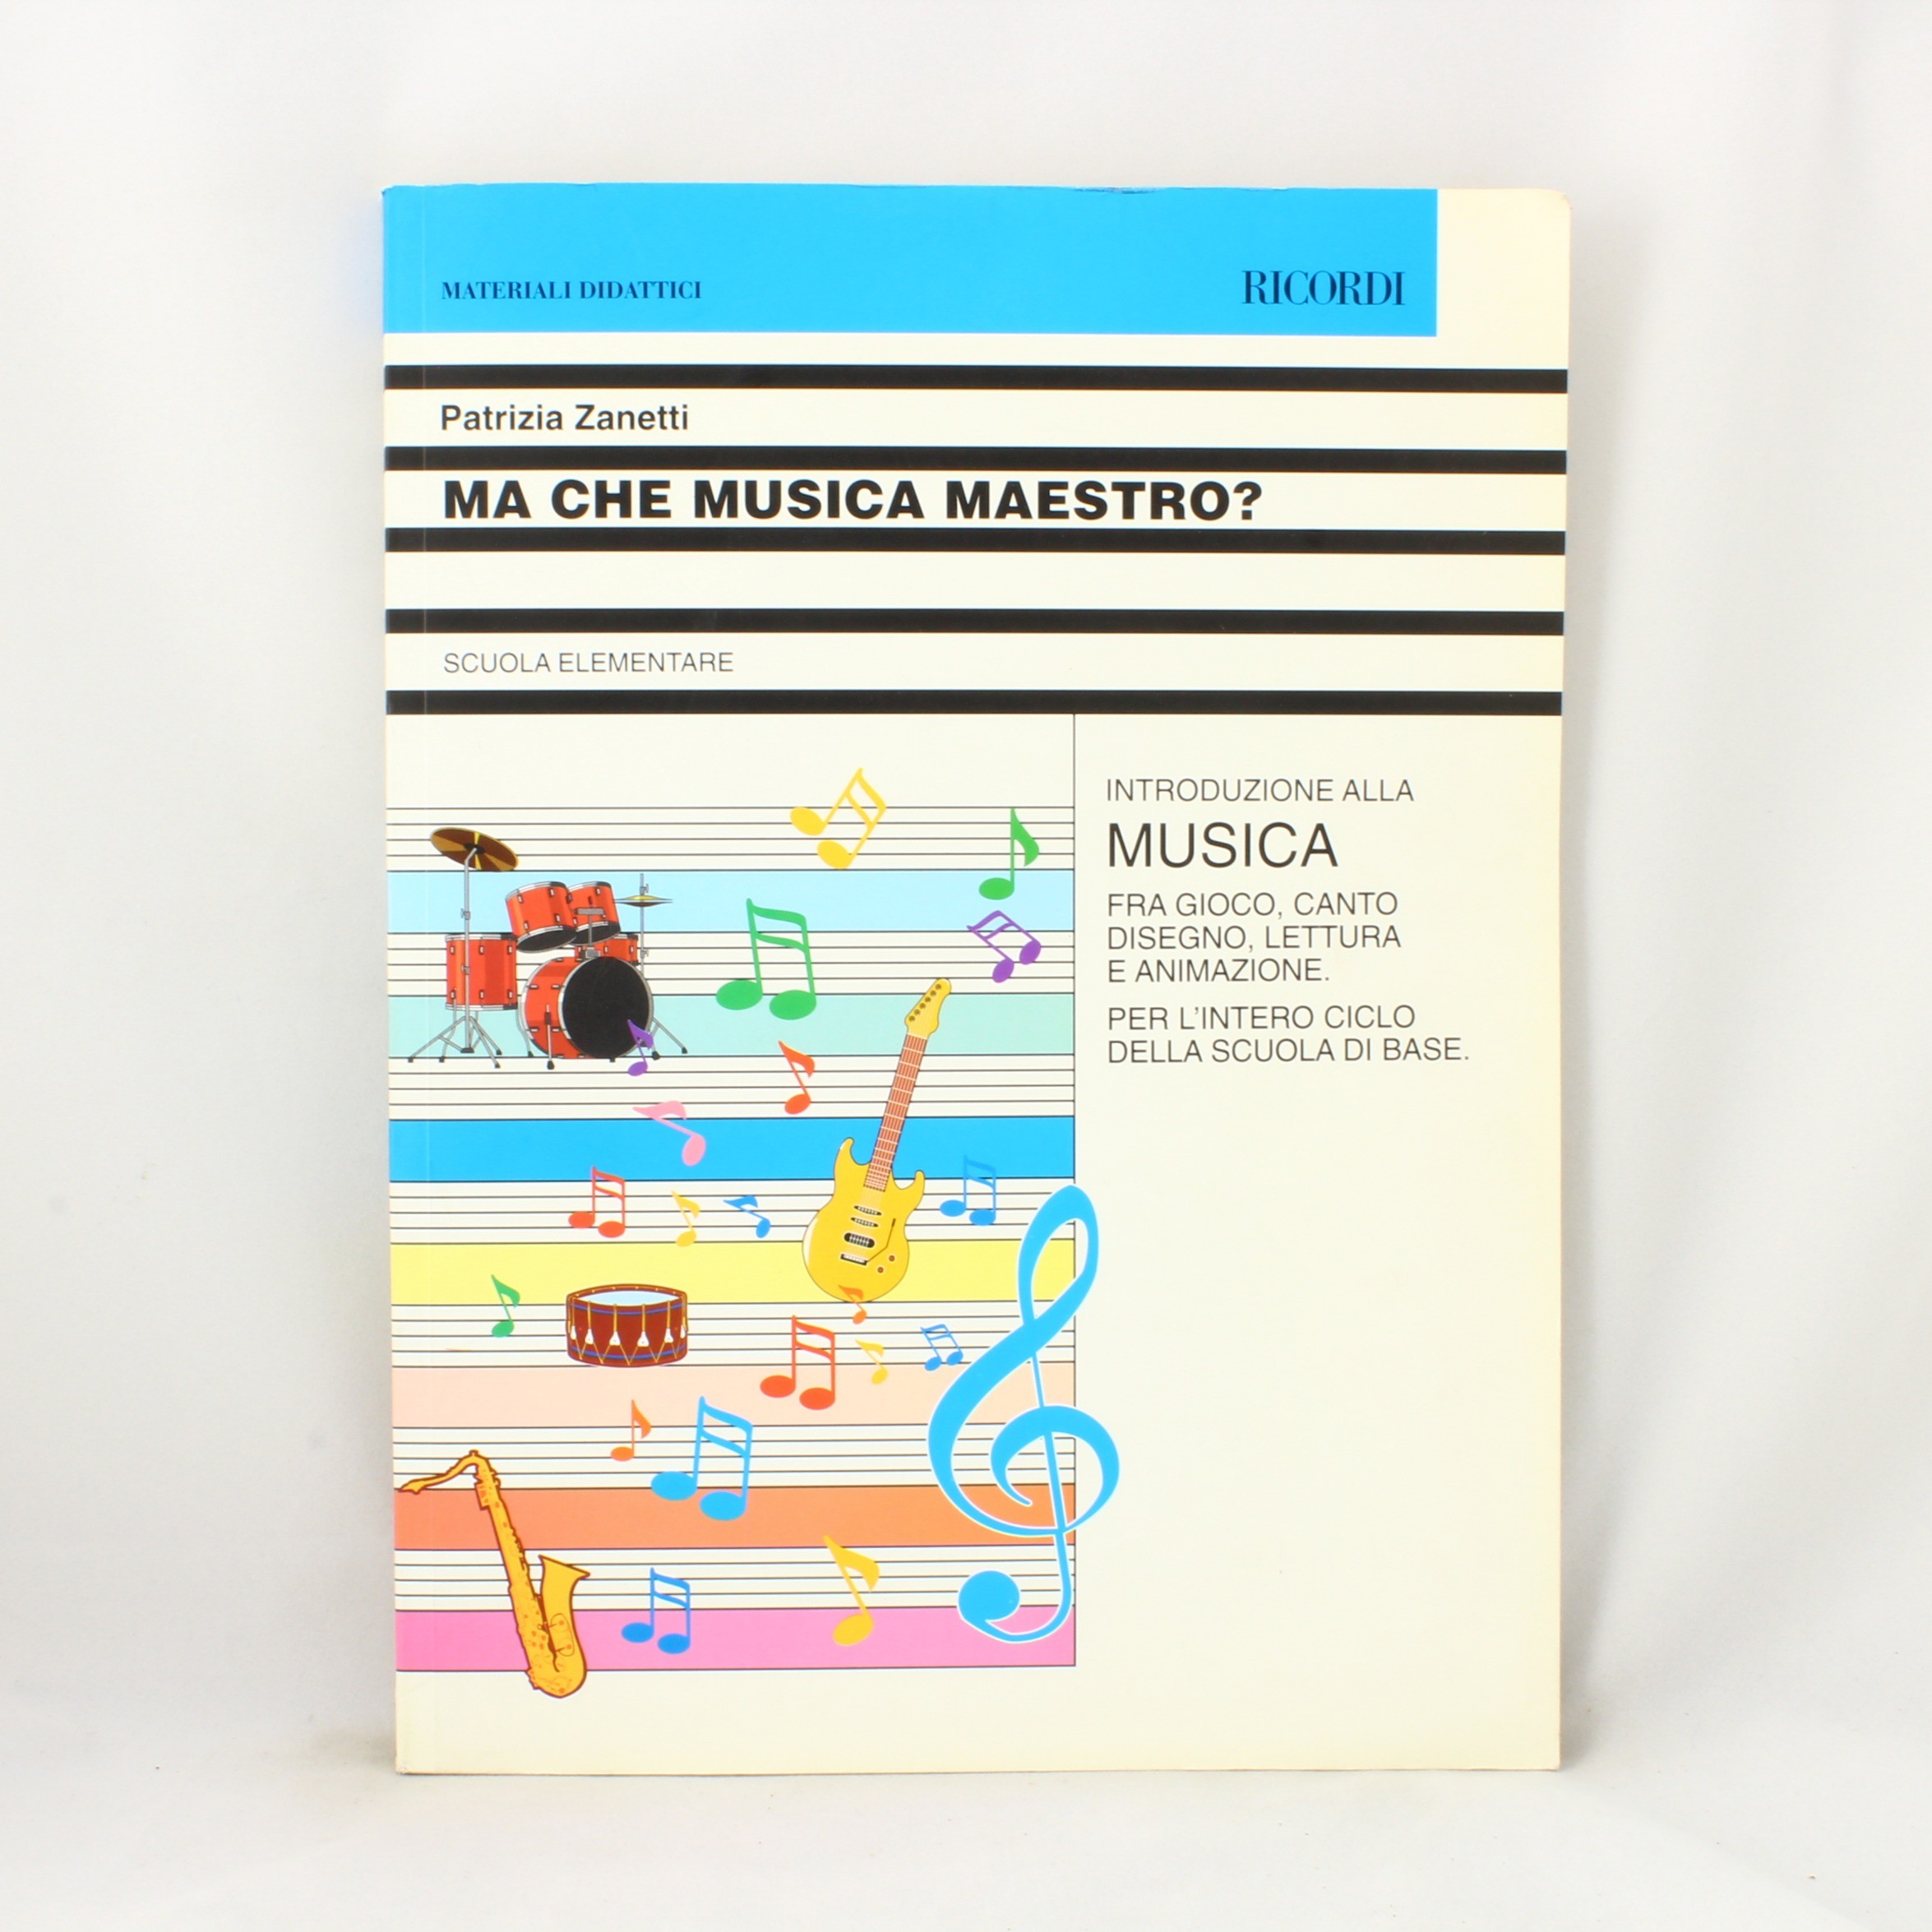 MATERIALI DIDATTICI
RICORDI
Patrizia Zanetti
MA CHE MUSICA MAESTRO?
SCUOLA ELEMENTARE
INTRODUZIONE ALLA
MUSICA
FRA GIOCO, CANTO
DISEGNO, LETTURA
E ANIMAZIONE.
PER L'INTERO CICLO
DELLA SCUOLA DI BASE.